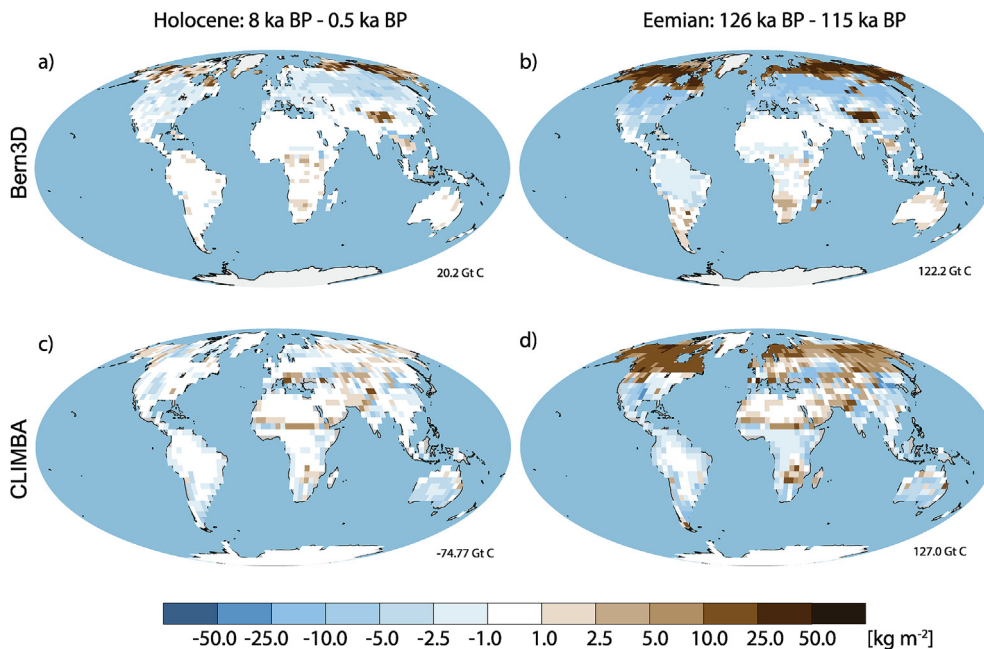 Holocene: 8 ka BP - 0.5 ka BP
Eemian: 126 ka BP - 115 ka BP
a)
b)
Bern3D
20.2 Gt C
122.2 Gt C
c)
d)
CLIMBA
-74.77 Gt C
127.0 Gt C
-50.0 -25.0 -10.0 -5.0 -2.5 -1.0 1.0 2.5 5.0 10.0 25.0 50.0 [kg m⁻²]